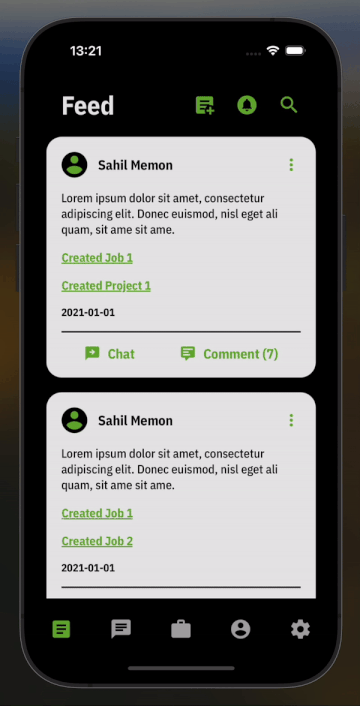 13:21
Feed
Sahil Memon
Lorem ipsum dolor sit amet, consectetur
adipiscing elit. Donec euismod, nisl eget ali
quam, sit ame sit ame.
Created Job 1
Created Project 1
2021-01-01
Chat Comment (7)
Sahil Memon
Lorem ipsum dolor sit amet, consectetur
adipiscing elit. Donec euismod, nisl eget ali
quam, sit ame sit ame.
Created Job 1
Created Job 2
2021-01-01